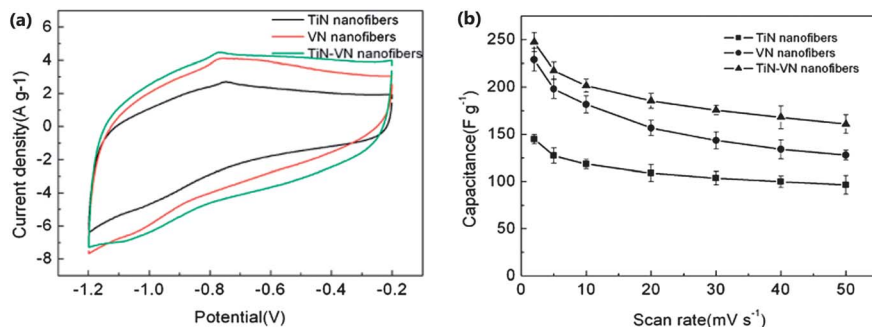 (a)
TiN nanofibers
VN nanofibers
TiN-VN nanofibers
Current density(A g-1)
8
6
4
2
0
-2
-4
-6
-8
-1.2 -1.0 -0.8 -0.6 -0.4 -0.2
Potential(V)
(b)
TiN nanofibers
VN nanofibers
TiN-VN nanofibers
Capacitance(F g⁻¹)
250
200
150
100
50
0
0 10 20 30 40 50
Scan rate(mV s⁻¹)